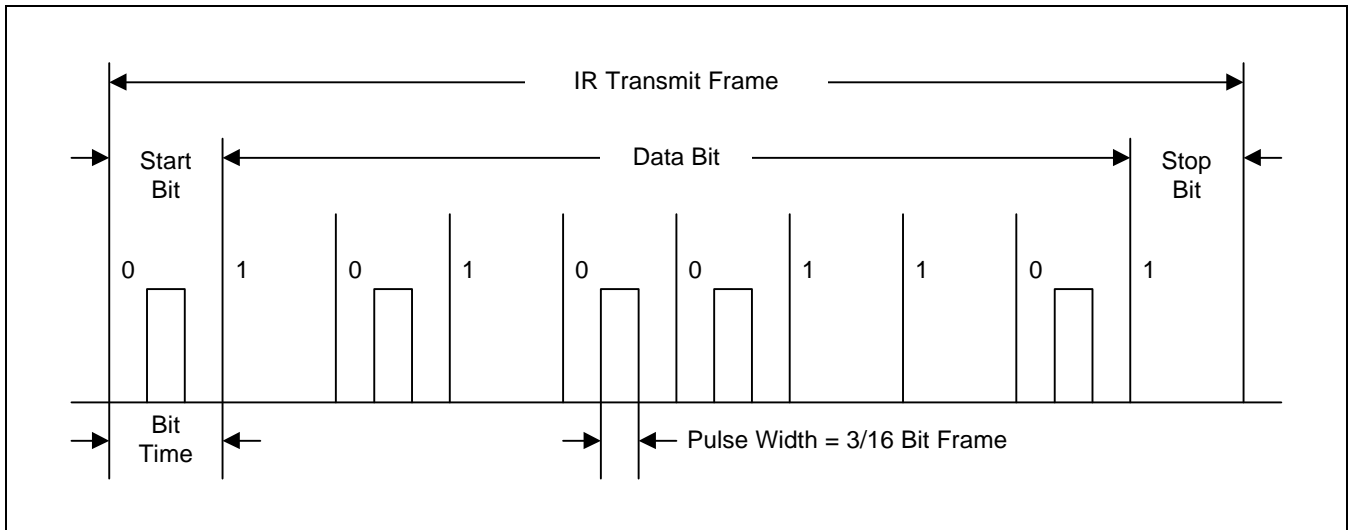 IR Transmit Frame
Start
Bit
Data Bit
Stop
Bit
0 1 0 1 0 0 1 1 0 1
Bit
Time
Pulse Width = 3/16 Bit Frame